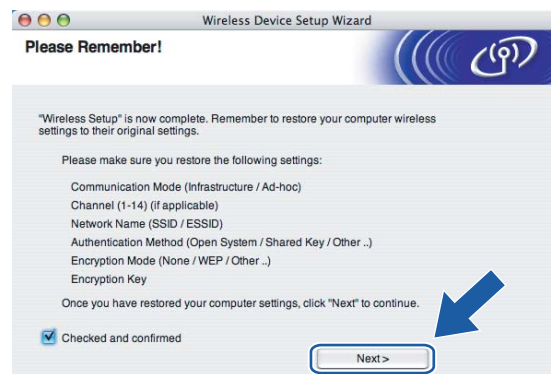 Wireless Device Setup Wizard
Please Remember!
"Wireless Setup" is now complete. Remember to restore your computer wireless
settings to their original settings.
Please make sure you restore the following settings:
Communication Mode (Infrastructure / Ad-hoc)
Channel (1-14) (if applicable)
Network Name (SSID / ESSID)
Authentication Method (Open System / Shared Key / Other ..)
Encryption Mode (None / WEP / Other ..)
Encryption Key
Once you have restored your computer settings, click "Next" to continue.
Checked and confirmed
Next >